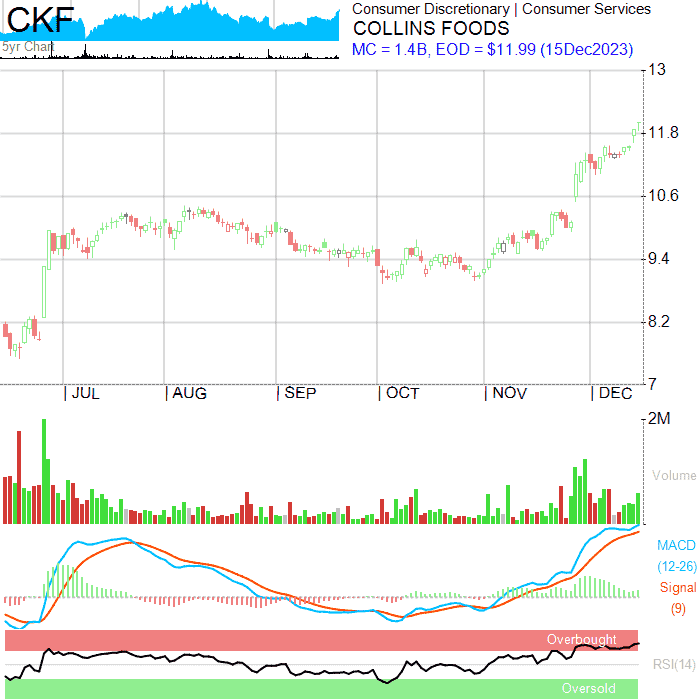 CKF
5yr Chart
Consumer Discretionary | Consumer Services
COLLINS FOODS
MC = 1.4B, EOD = $11.99 (15Dec2023)
13
11.8
10.6
9.4
8.2
7
| JUL | AUG | SEP | OCT | NOV | DEC
2M
Volume
MACD
(12-26)
Signal
(9)
Overbought
RSI(14)
Oversold